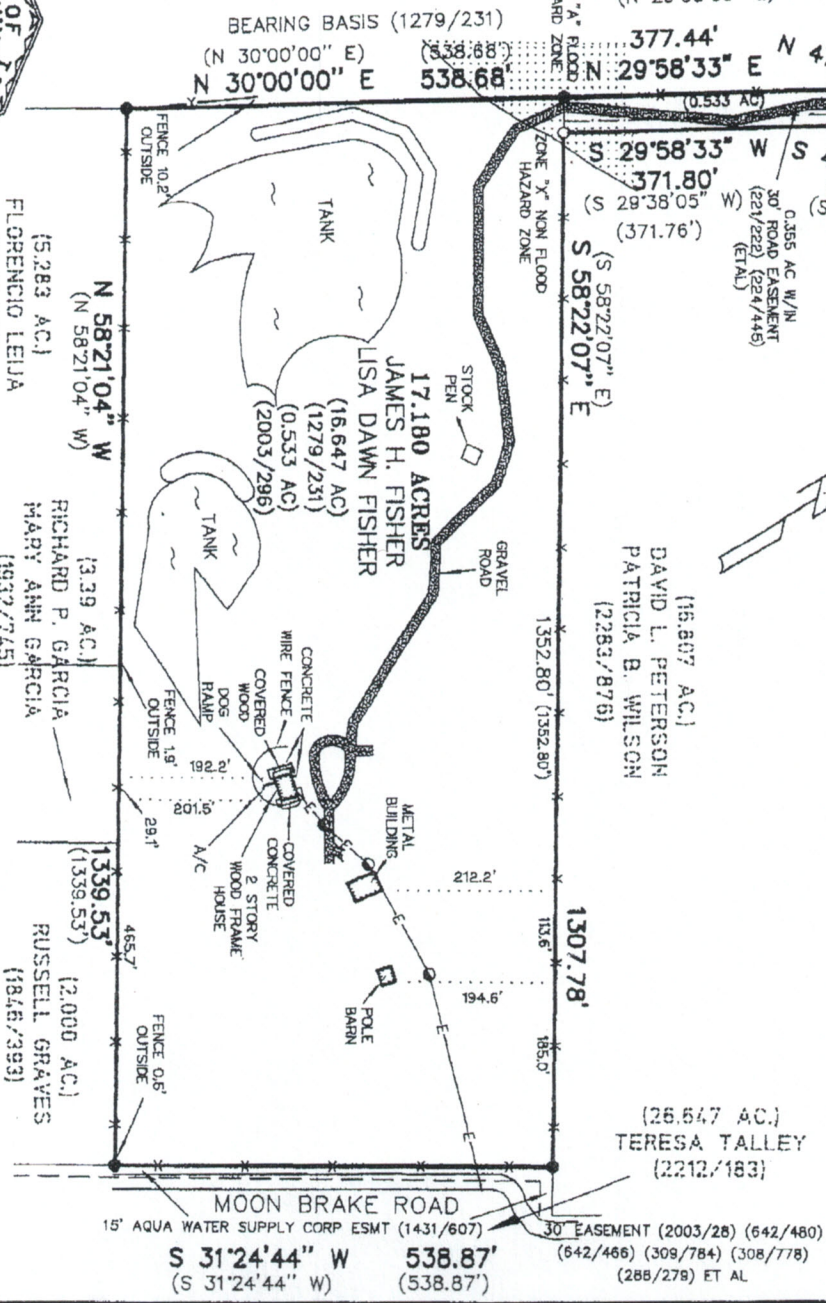 OF
BEARING BASIS (1279/231)
(N 30°00'00" E)
(538.68')
N 30°00'00" E
538.68'
"A" FLOOD
ZONE
377.44'
N 29°58'33" E
(0.533 AC)
S 29°58'33" W
371.80'
(S 29°38'05" W)
(371.76')
0.355 AC W/IN
30' ROAD EASEMENT
(221/222) (224/445)
(ETAL)
ZONE "X" NON FLOOD
HAZARD ZONE
FENCE 10.2'
OUTSIDE
TANK
(S 58°22'07" E)
S 58°22'07" E
(5.283 AC.)
FLORENCIO LEIJA
N 58°21'04" W
(N 58°21'04" W)
STOCK
PEN
17.180 ACRES
JAMES H. FISHER
LISA DAWN FISHER
(16.647 AC)
(1279/231)
(0.533 AC)
(2003/296)
TANK
GRAVEL
ROAD
(16.807 AC.)
DAVID L. PETERSON
PATRICIA B. WILSON
(2283/876)
1352.80' (1352.80")
(3.39 AC.)
RICHARD P. GARCIA
MARY ANN GARCIA
(1932/745)
FENCE 1.9'
OUTSIDE
CONCRETE
WIRE FENCE
COVERED
WOOD
DOG
RAMP
192.2'
201.5'
29.1'
A/C
COVERED
CONCRETE
2 STORY
WOOD FRAME
HOUSE
METAL
BUILDING
212.2'
113.6'
1307.78'
194.6'
185.0'
POLE
BARN
1339.53'
(1339.53')
465.7'
(2.000 AC.)
RUSSELL GRAVES
(1846/393)
FENCE 0.6'
OUTSIDE
(26.647 AC.)
TERESA TALLEY
(2212/183)
MOON BRAKE ROAD
15' AQUA WATER SUPPLY CORP ESMT (1431/607)
S 31°24'44" W
538.87'
(S 31°24'44" W)
(538.87')
30' EASEMENT (2003/28) (642/480)
(642/466) (309/784) (308/778)
(288/279) ET AL